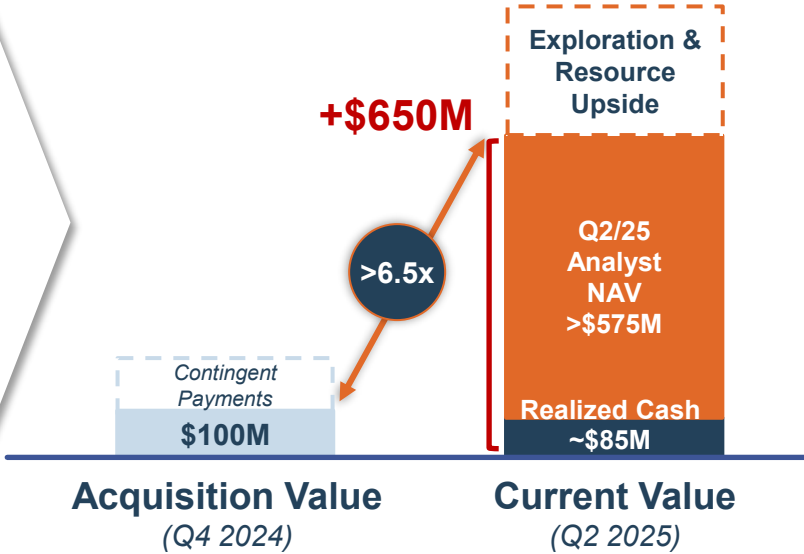 Exploration &
Resource
Upside
+$650M
>6.5x
Q2/25
Analyst
NAV
>$575M
Contingent
Payments
$100M
Realized Cash
~$85M
Acquisition Value
(Q4 2024)
Current Value
(Q2 2025)